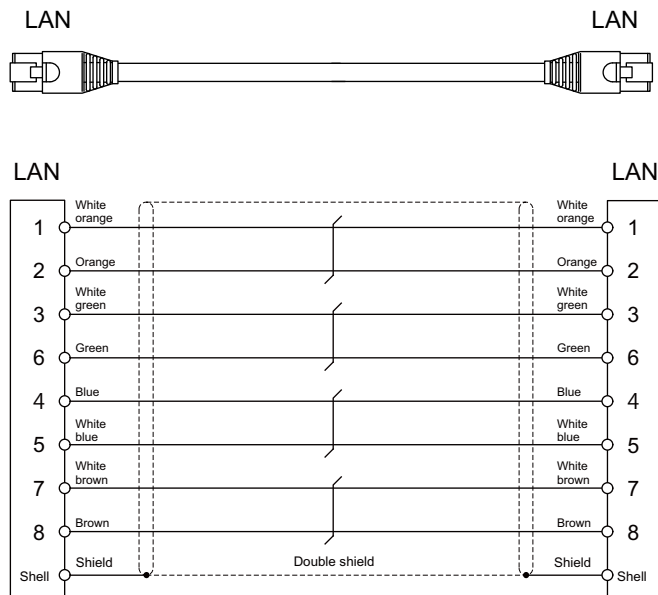 LAN LAN
LAN LAN
White orange White orange
1 1
Orange Orange
2 2
White green White green
3 3
Green Green
6 6
Blue Blue
4 4
White blue White blue
5 5
White brown White brown
7 7
Brown Brown
8 8
Shield Double shield Shield
Shell Shell